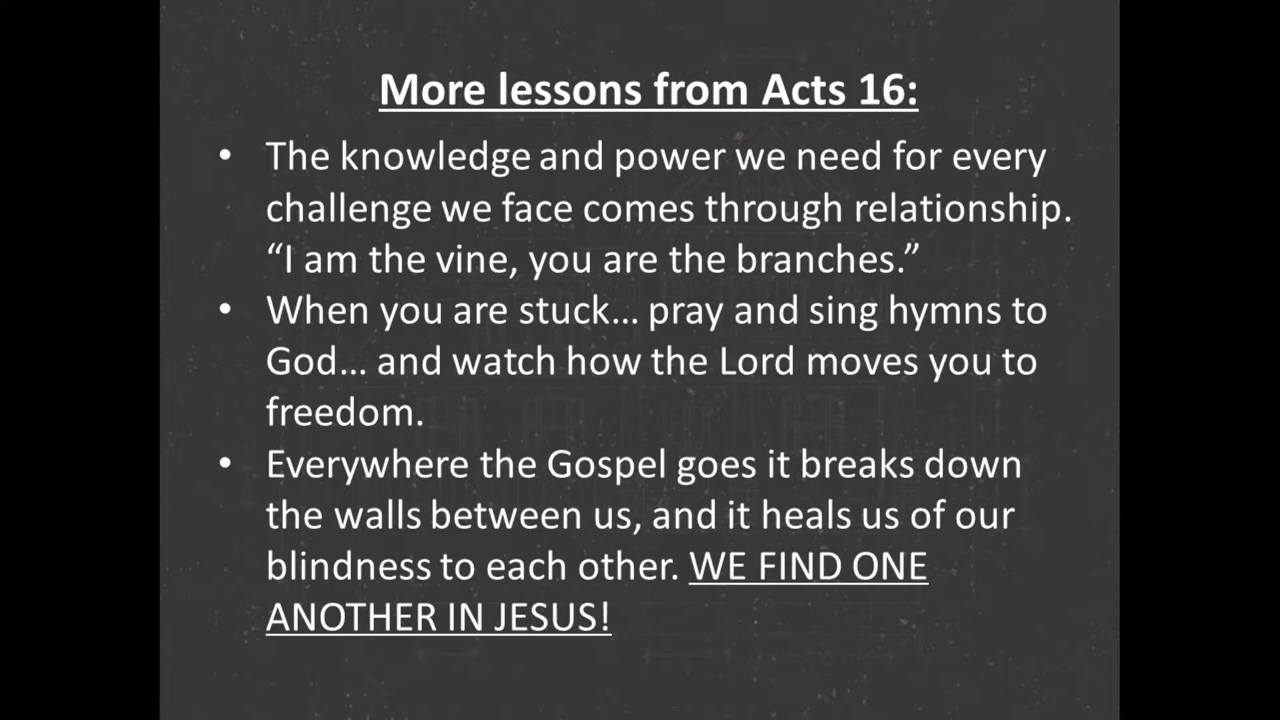 More lessons from Acts 16:
• The knowledge and power we need for every
challenge we face comes through relationship.
“I am the vine, you are the branches.”
• When you are stuck… pray and sing hymns to
God… and watch how the Lord moves you to
freedom.
• Everywhere the Gospel goes it breaks down
the walls between us, and it heals us of our
blindness to each other. WE FIND ONE
ANOTHER IN JESUS!